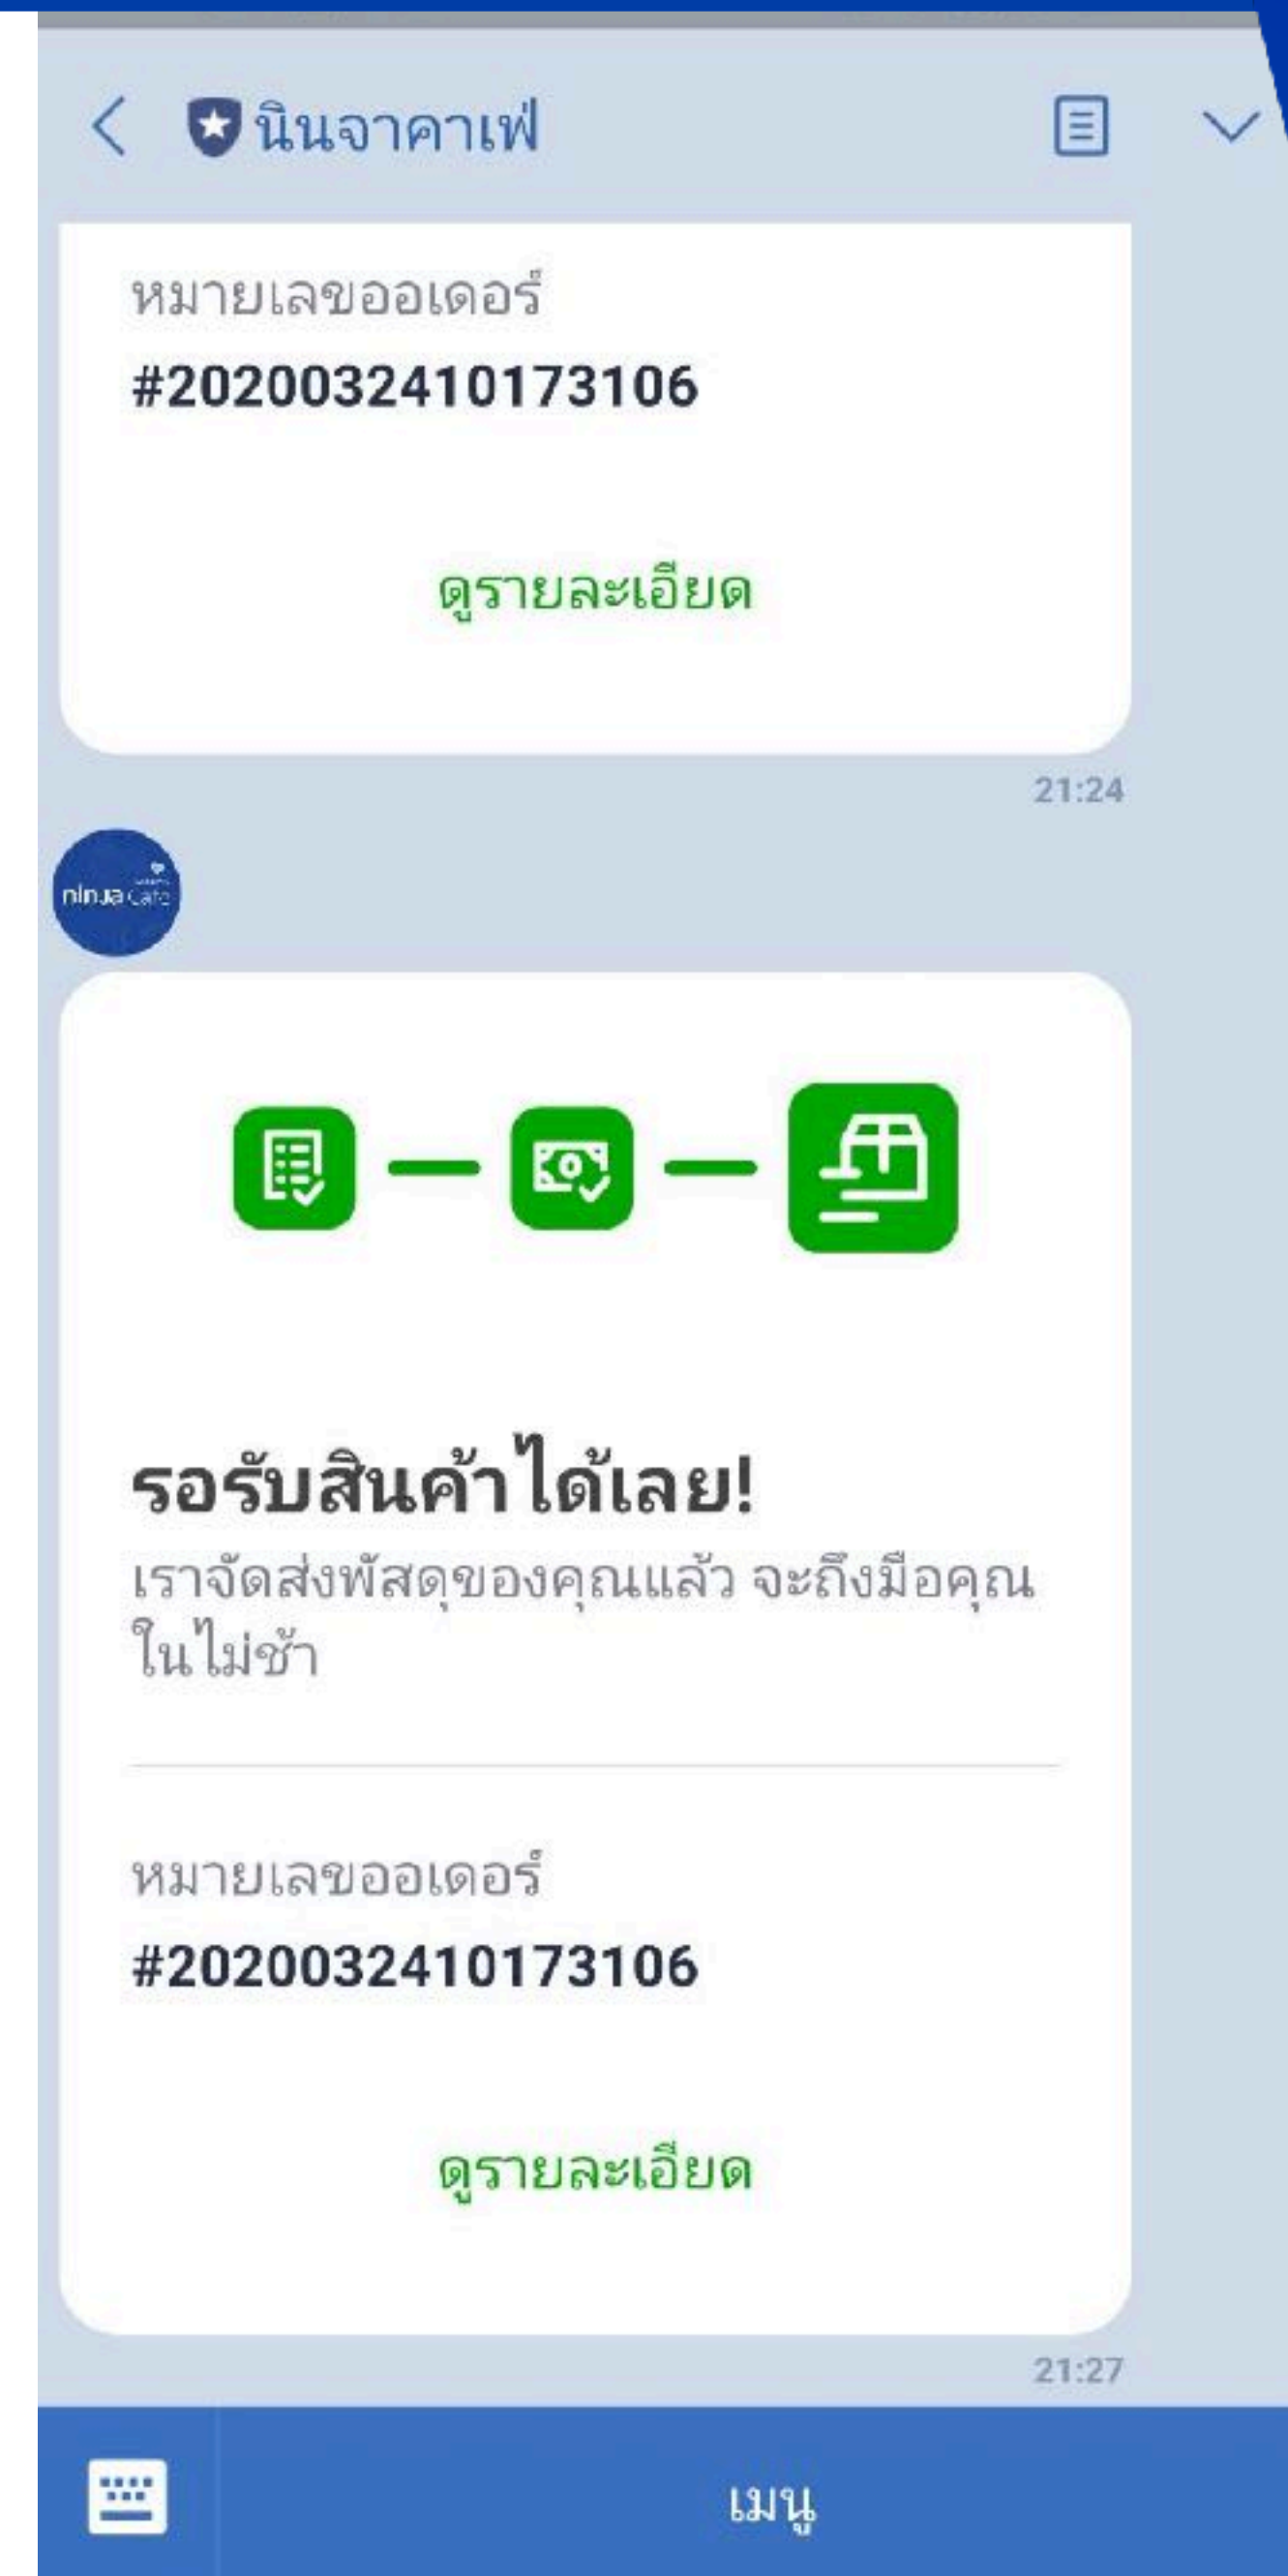 นินจาคาเฟ่
หมายเลขออเดอร์
#2020032410173106
ดูรายละเอียด
21:24
ninja Cafe
รอรับสินค้าได้เลย!
เราจัดส่งพัสดุของคุณแล้ว จะถึงมือคุณ
ในไม่ช้า
หมายเลขออเดอร์
#2020032410173106
ดูรายละเอียด
21:27
เมนู